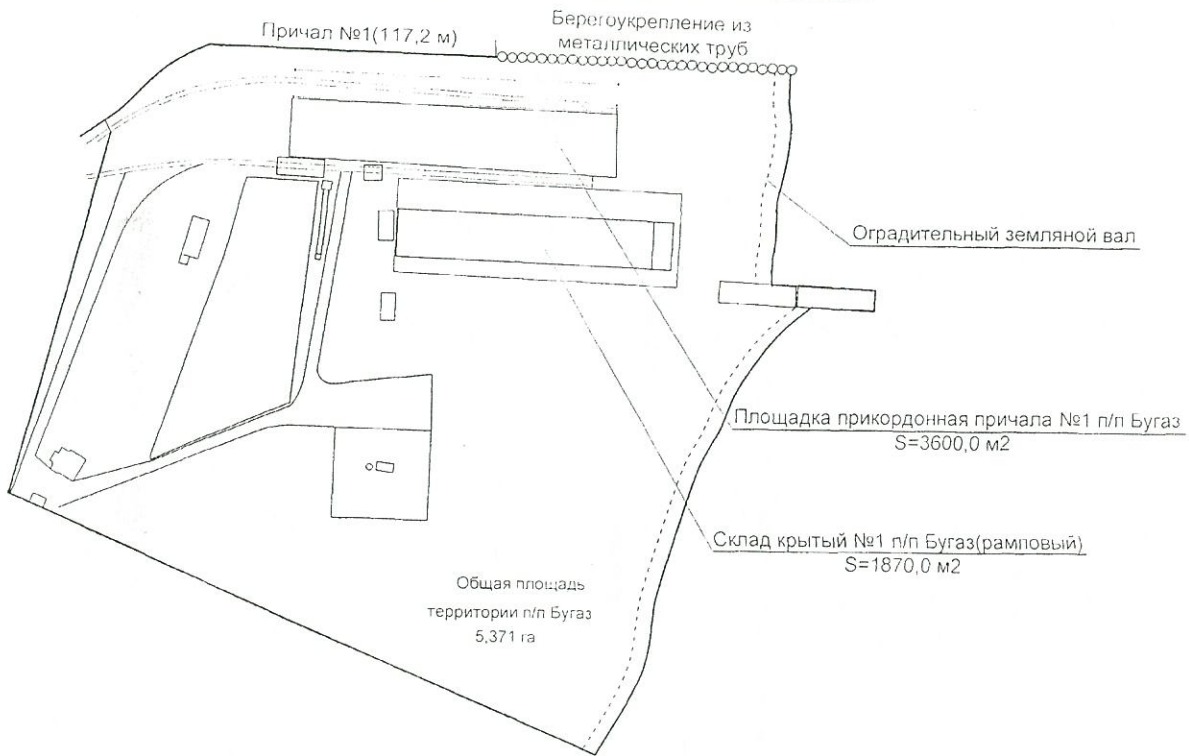 Причал №1(117,2 м)
Берегоукрепление из
металлических труб
Оградительный земляной вал
Площадка прикордонная причала №1 п/п Бугаз
S=3600,0 м2
Склад крытый №1 п/п Бугаз(рамповый)
S=1870,0 м2
Общая площадь
территории п/п Бугаз
5,371 га